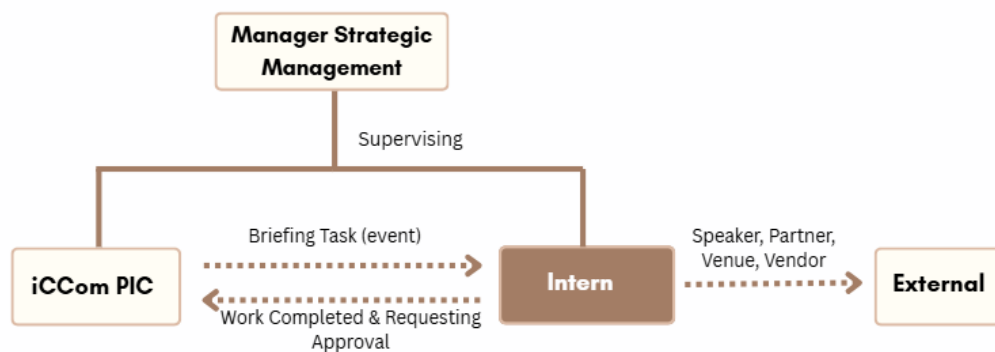 Manager Strategic
Management
Supervising
Briefing Task (event)
Speaker, Partner,
Venue, Vendor
iCCom PIC
Intern
External
Work Completed & Requesting
Approval